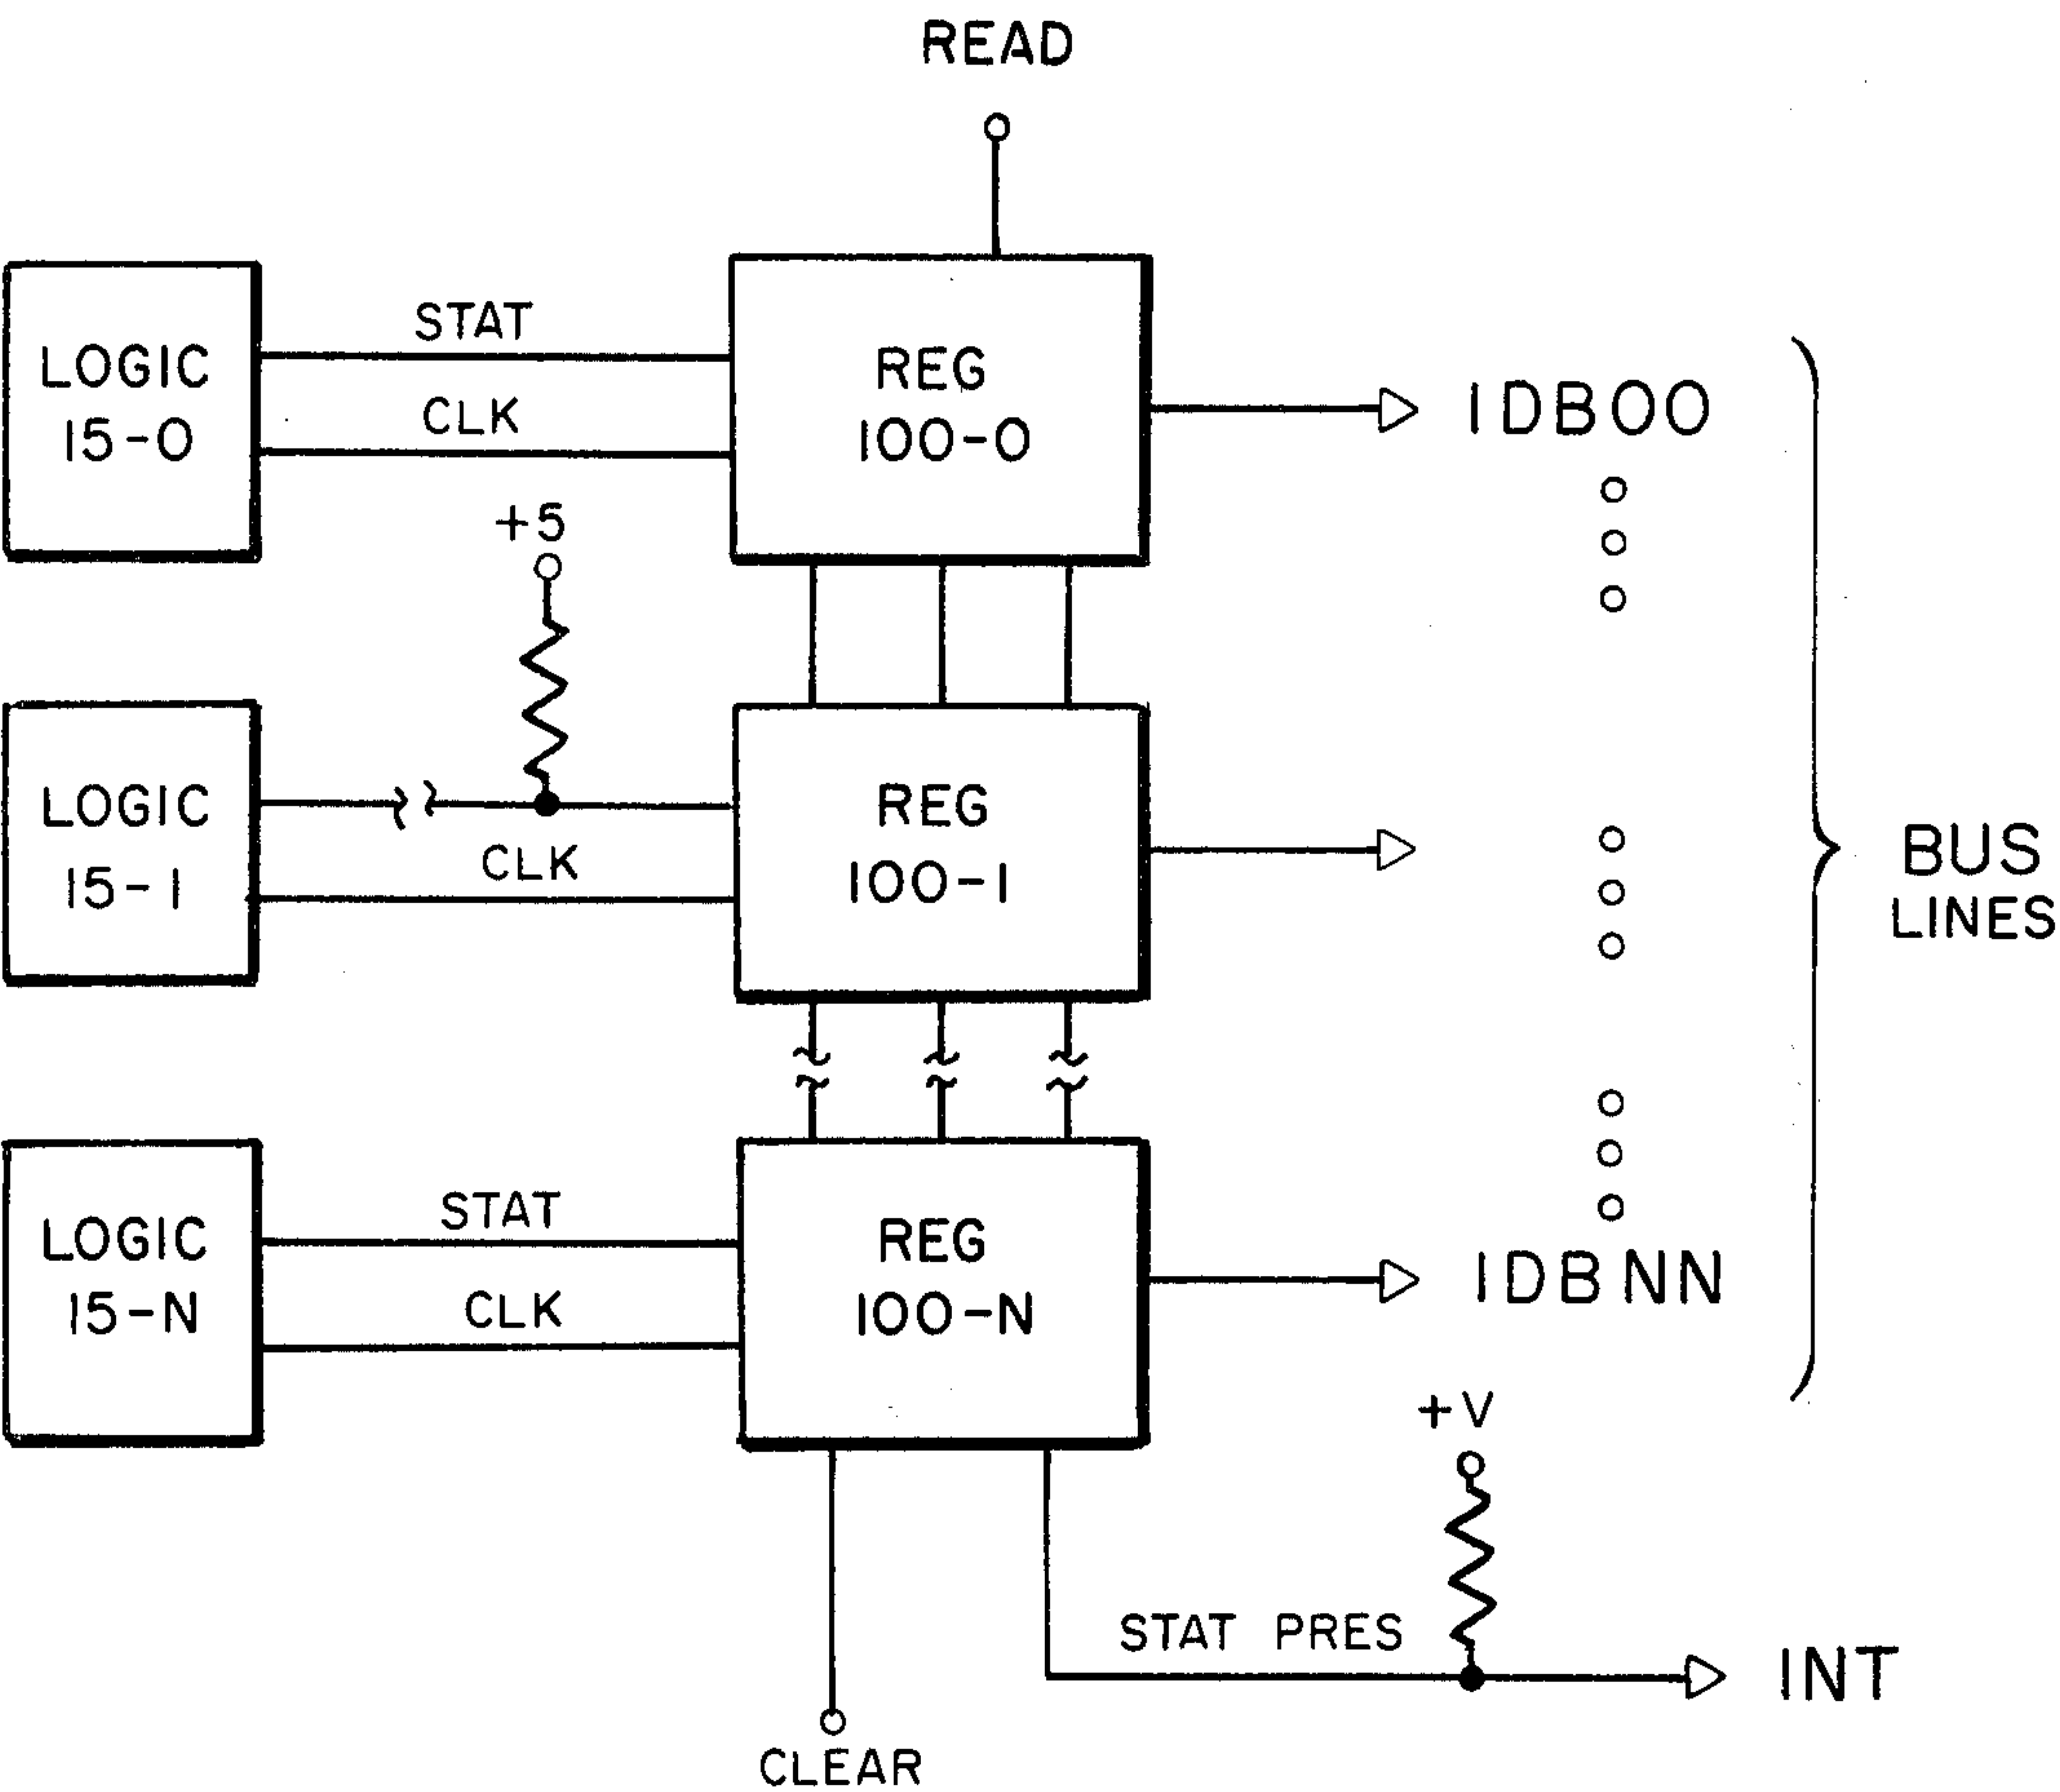 READ
LOGIC
15-0
STAT
CLK
REG
100-0
IDB00
+5
LOGIC
15-1
CLK
REG
100-1
BUS
LINES
LOGIC
15-N
STAT
CLK
REG
100-N
IDBNN
+V
STAT PRES
INT
CLEAR